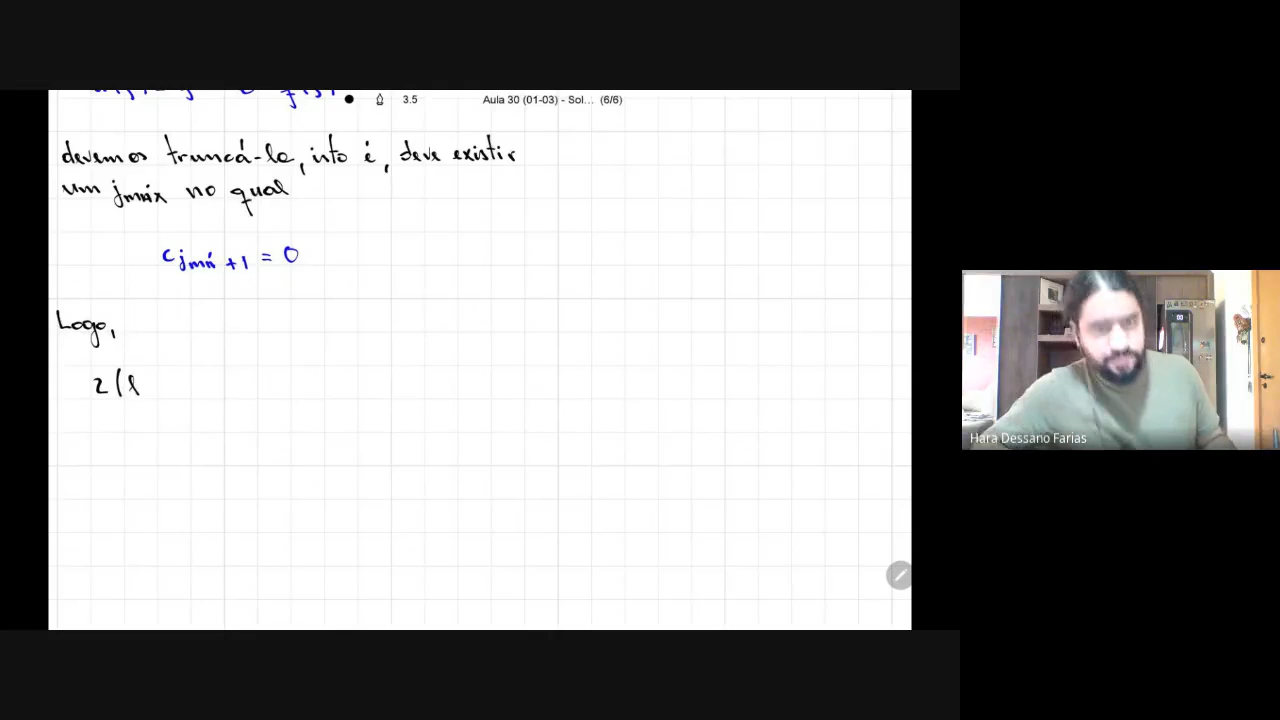 3.5 Aula 30 (01-03) - Sol... (6/6)
devemos truncá-la, isto é, deve existir
um jmáx no qual
cjmáx+1 = 0
Logo,
2(l
Hara Dessano Farias